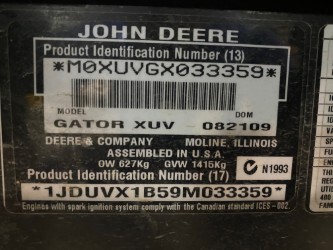 JOHN DEERE
Product Identification Number (13)
*M0XUVGX033359*
MODEL DOM
GATOR XUV 082109
DEERE & COMPANY MOLINE, ILLINOIS
ASSEMBLED IN U.S.A.
OW 627Kg GVW 1415Kg
N1993
Product Identification Number (17)
*1JDUVX1B59M033359*
Engines with spark ignition system comply with the Canadian standard ICES-002.